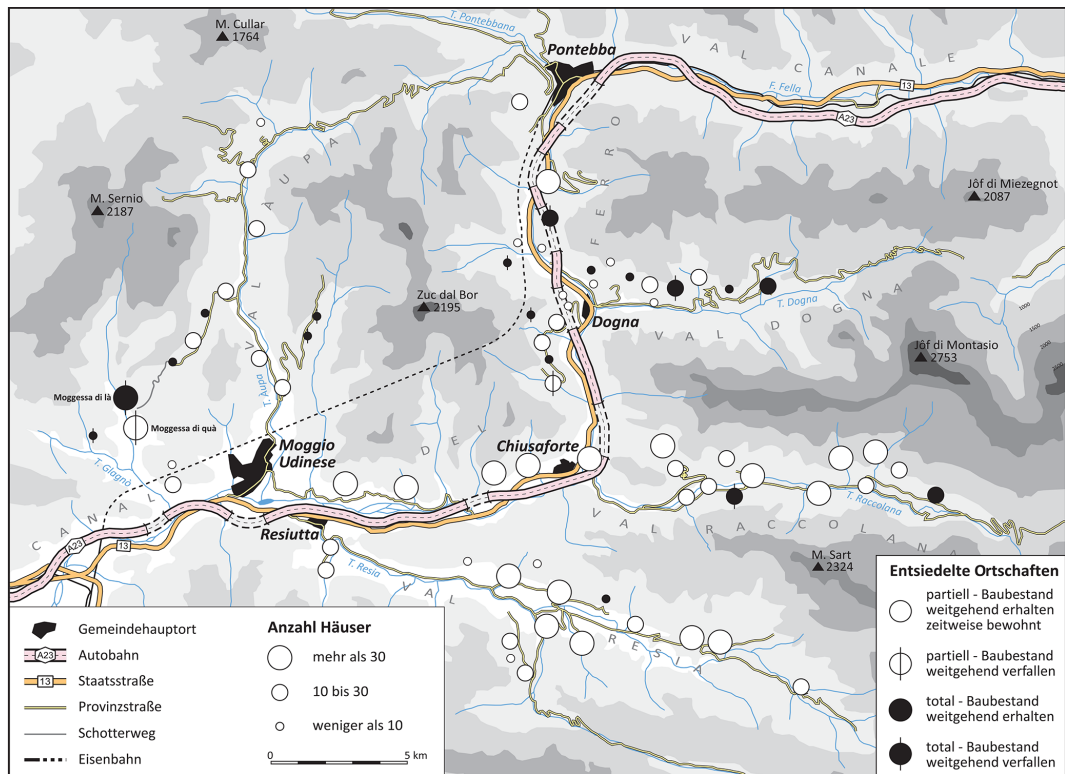 M. Cullar
1764
T. Pontebbana
Pontebba
VAL CANALE
13
F. Fella
A23
M. Sernio
2187
VAL AUPA
FERRO
Jôf di Miezegnot
2087
Zuc dal Bor
2195
T. Dogna
Dogna
VAL DOGNA
1000
Jôf di Montasio
2753
T. Aupa
Moggessa di là
Moggessa di quà
Moggio
Udinese
DEL
Chiusaforte
T. Glagnò
CANAL
T. Raccolana
VAL RACCOLANA
A23
13
Resiutta
T. Resia
VAL RESIA
M. Sart
2324
Gemeindehauptort
A23
Autobahn
13
Staatsstraße
Provinzstraße
Schotterweg
Eisenbahn
Anzahl Häuser
mehr als 30
10 bis 30
weniger als 10
0
5 km
Entsiedelte Ortschaften
partiell - Baubestand
weitgehend erhalten
zeitweise bewohnt
partiell - Baubestand
weitgehend verfallen
total - Baubestand
weitgehend erhalten
total - Baubestand
weitgehend verfallen